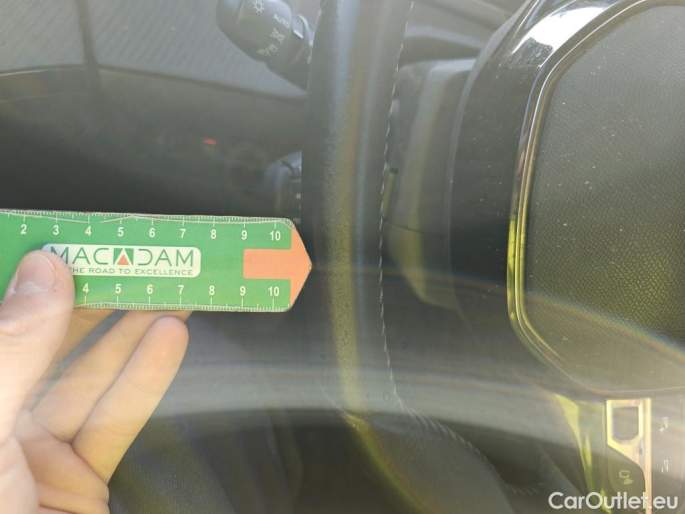 AUTO
2 3 4 5 6 7 8 9 10
MACADAM
THE ROAD TO EXCELLENCE
4 5 6 7 8 9 10
CarOutlet.eu